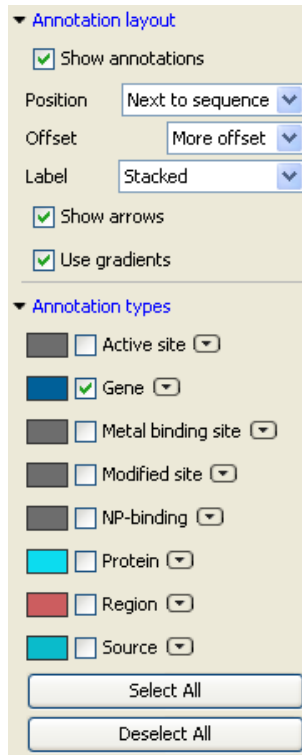 Annotation layout
Show annotations
Position Next to sequence
Offset More offset
Label Stacked
Show arrows
Use gradients
Annotation types
Active site
Gene
Metal binding site
Modified site
NP-binding
Protein
Region
Source
Select All
Deselect All